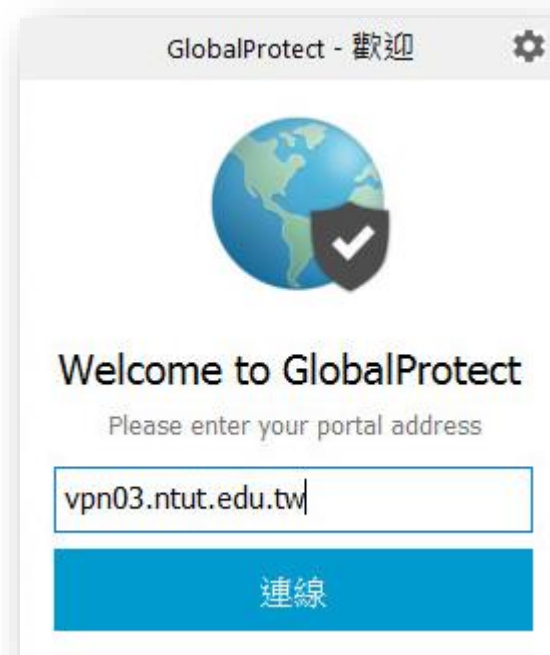 GlobalProtect - 歡迎
Welcome to GlobalProtect
Please enter your portal address
vpn03.ntut.edu.tw
連線